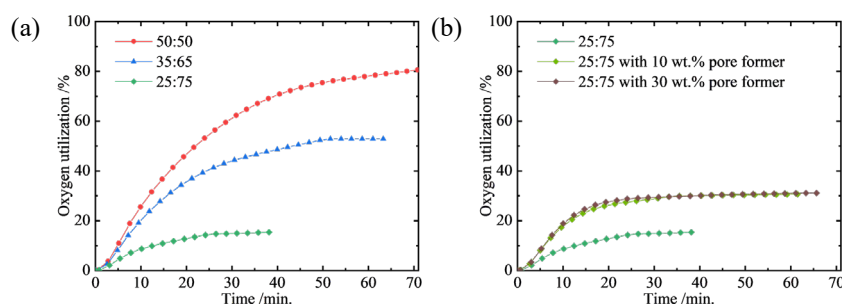 (a)
50:50
35:65
25:75
Oxygen utilization /%
100
80
60
40
20
0
0 10 20 30 40 50 60 70
Time /min.
(b)
25:75
25:75 with 10 wt.% pore former
25:75 with 30 wt.% pore former
Oxygen utilization /%
100
80
60
40
20
0
0 10 20 30 40 50 60 70
Time /min.